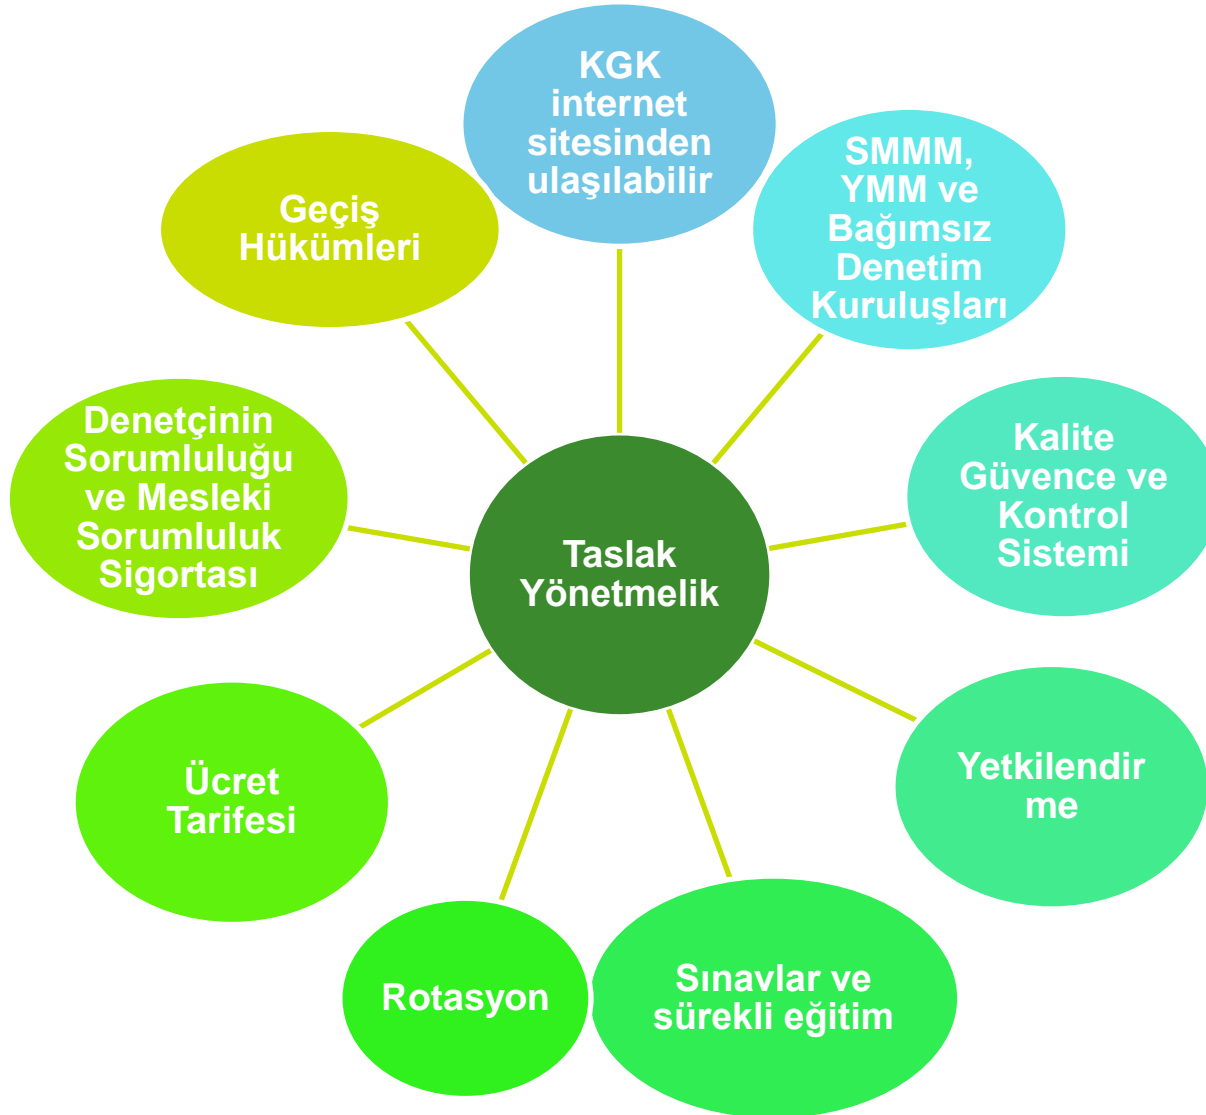 KGK
internet
sitesinden
ulaşılabilir
SMMM,
YMM ve
Bağımsız
Denetim
Kuruluşları
Kalite
Güvence ve
Kontrol
Sistemi
Yetkilendir
me
Sınavlar ve
sürekli eğitim
Rotasyon
Ücret
Tarifesi
Denetçinin
Sorumluluğu
ve Mesleki
Sorumluluk
Sigortası
Geçiş
Hükümleri
Taslak
Yönetmelik